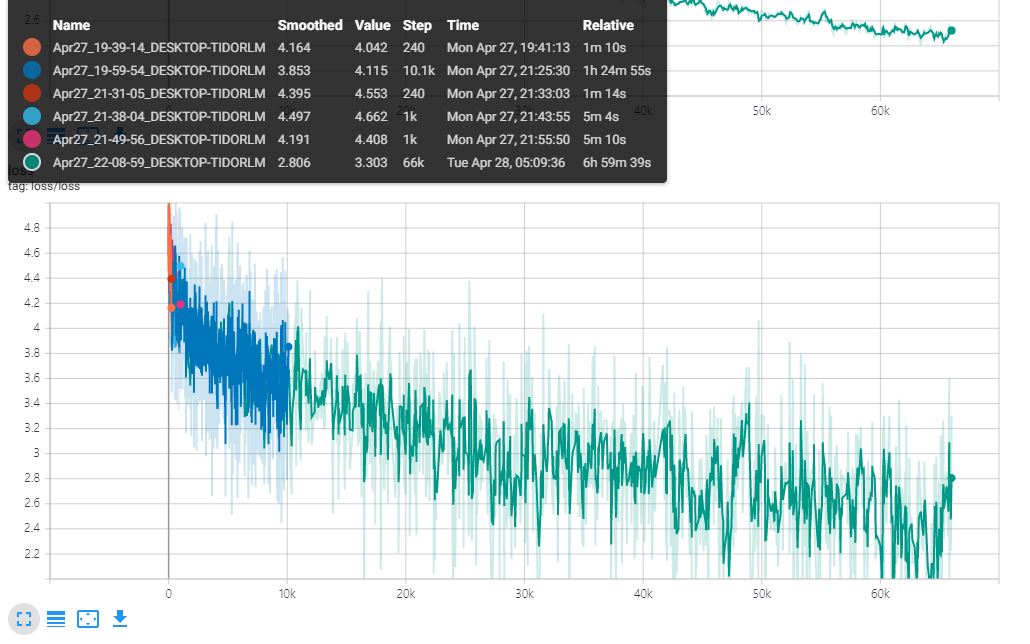 2.6
Name Smoothed Value Step Time Relative
Apr27_19-39-14_DESKTOP-TIDORLM 4.164 4.042 240 Mon Apr 27, 19:41:13 1m 10s
Apr27_19-59-54_DESKTOP-TIDORLM 3.853 4.115 10.1k Mon Apr 27, 21:25:30 1h 24m 55s
Apr27_21-31-05_DESKTOP-TIDORLM 4.395 4.553 240 Mon Apr 27, 21:33:03 1m 14s
Apr27_21-38-04_DESKTOP-TIDORLM 4.497 4.662 1k Mon Apr 27, 21:43:55 5m 4s
Apr27_21-49-56_DESKTOP-TIDORLM 4.191 4.408 1k Mon Apr 27, 21:55:50 5m 10s
Apr27_22-08-59_DESKTOP-TIDORLM 2.806 3.303 66k Tue Apr 28, 05:09:36 6h 59m 39s
0 10k 20k 30k 40k 50k 60k
loss
tag: loss/loss
4.8
4.6
4.4
4.2
4
3.8
3.6
3.4
3.2
3
2.8
2.6
2.4
2.2
0 10k 20k 30k 40k 50k 60k